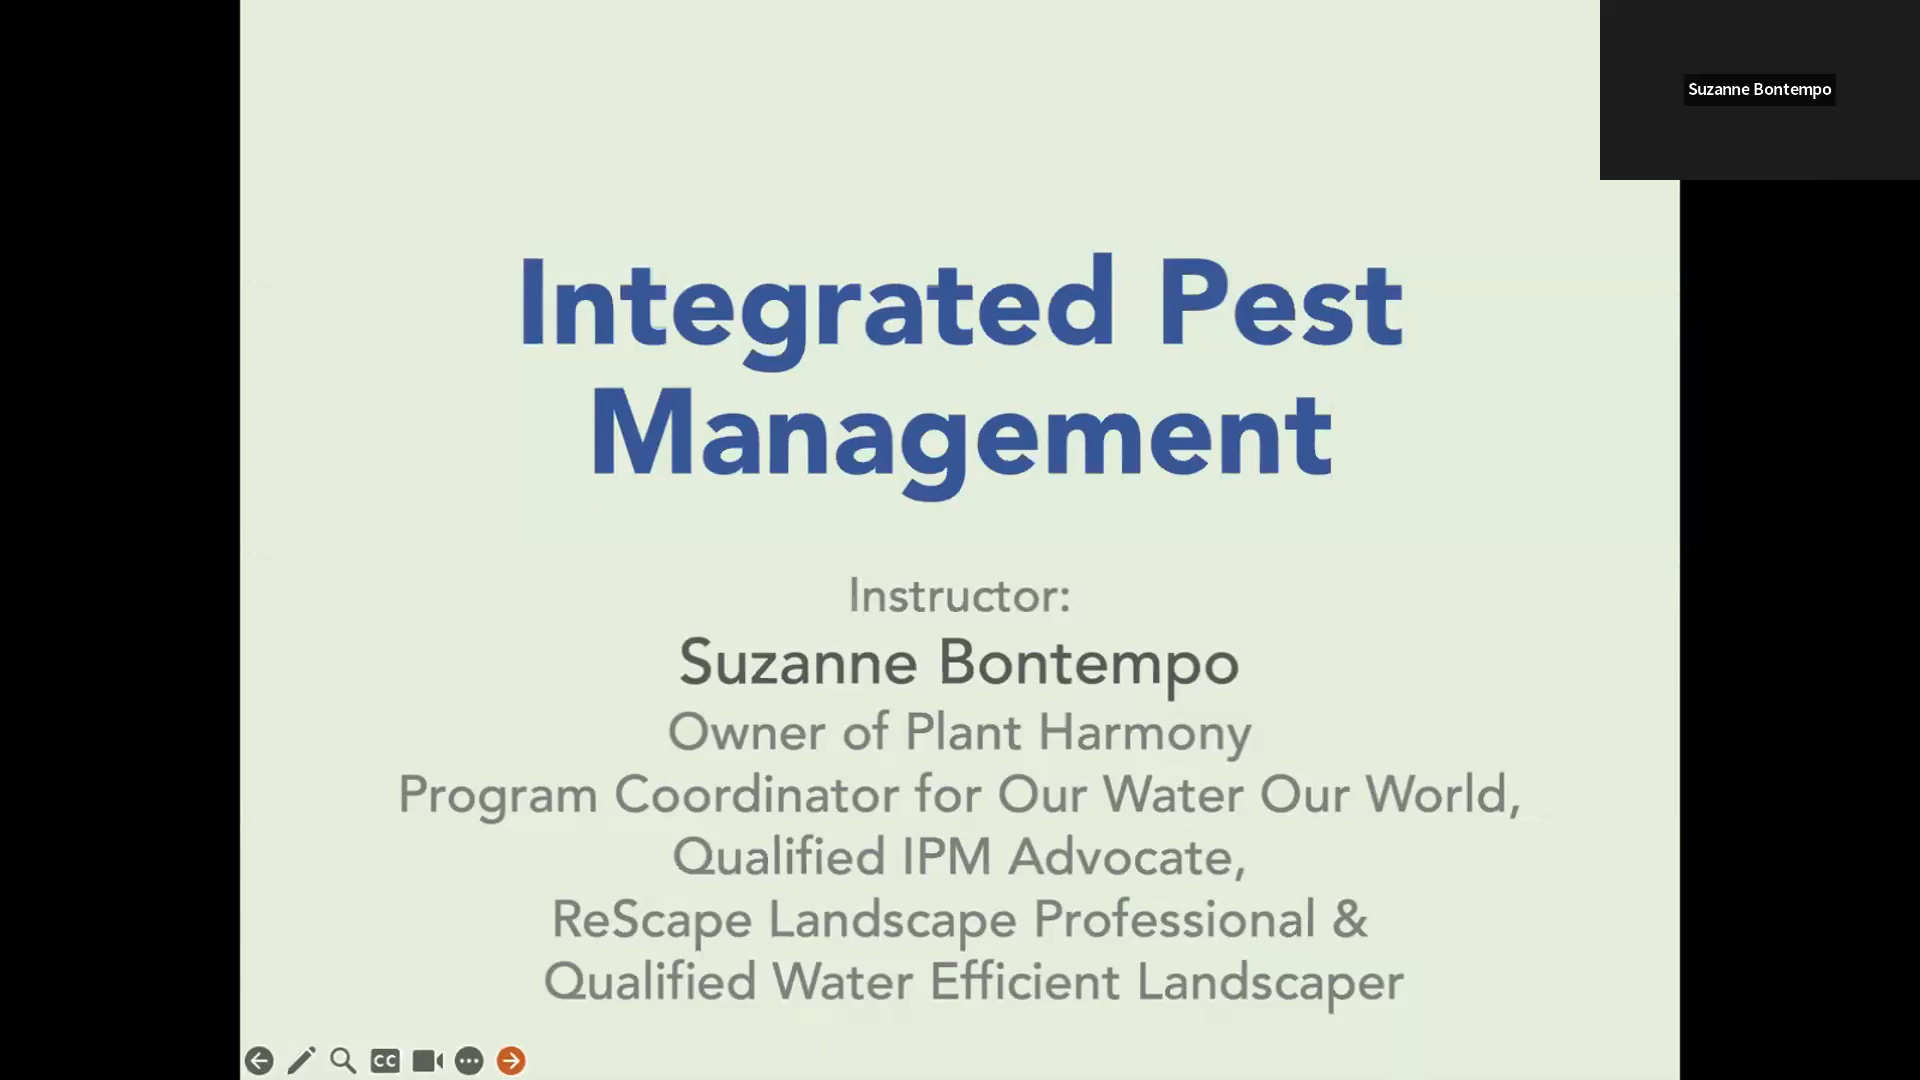 Suzanne Bontempo
Integrated Pest
Management
Instructor:
Suzanne Bontempo
Owner of Plant Harmony
Program Coordinator for Our Water Our World,
Qualified IPM Advocate,
ReScape Landscape Professional &
Qualified Water Efficient Landscaper
CC